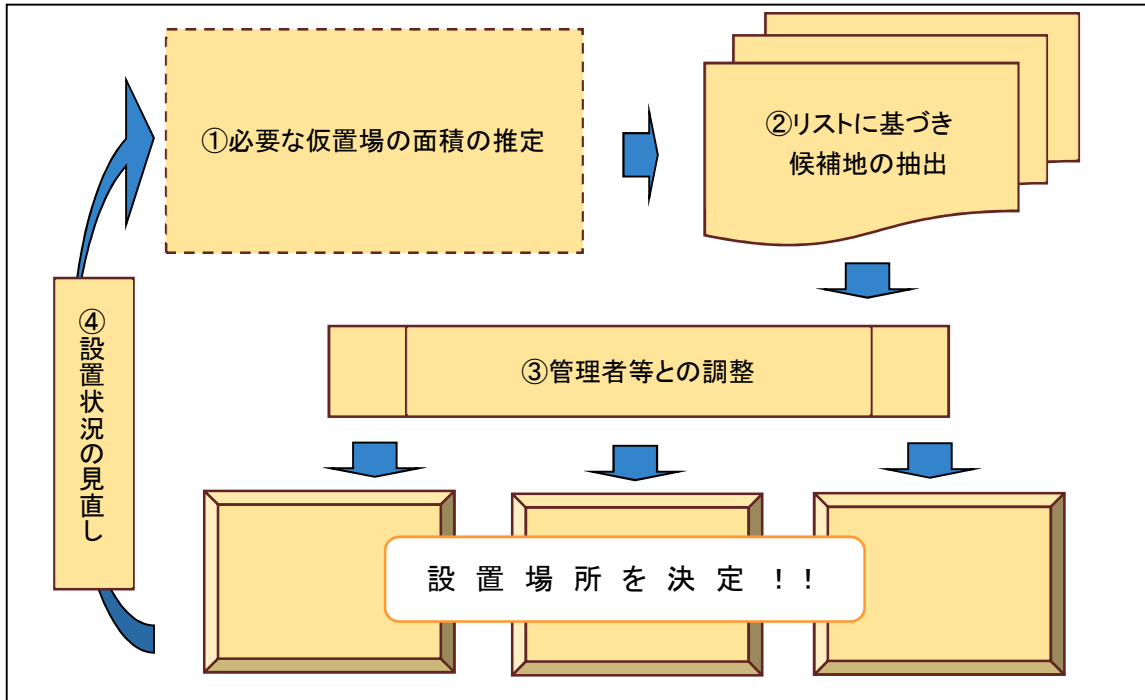 ①必要な仮置場の面積の推定
②リストに基づき
候補地の抽出
③管理者等との調整
④設置状況の見直し
設置場所を決定!!